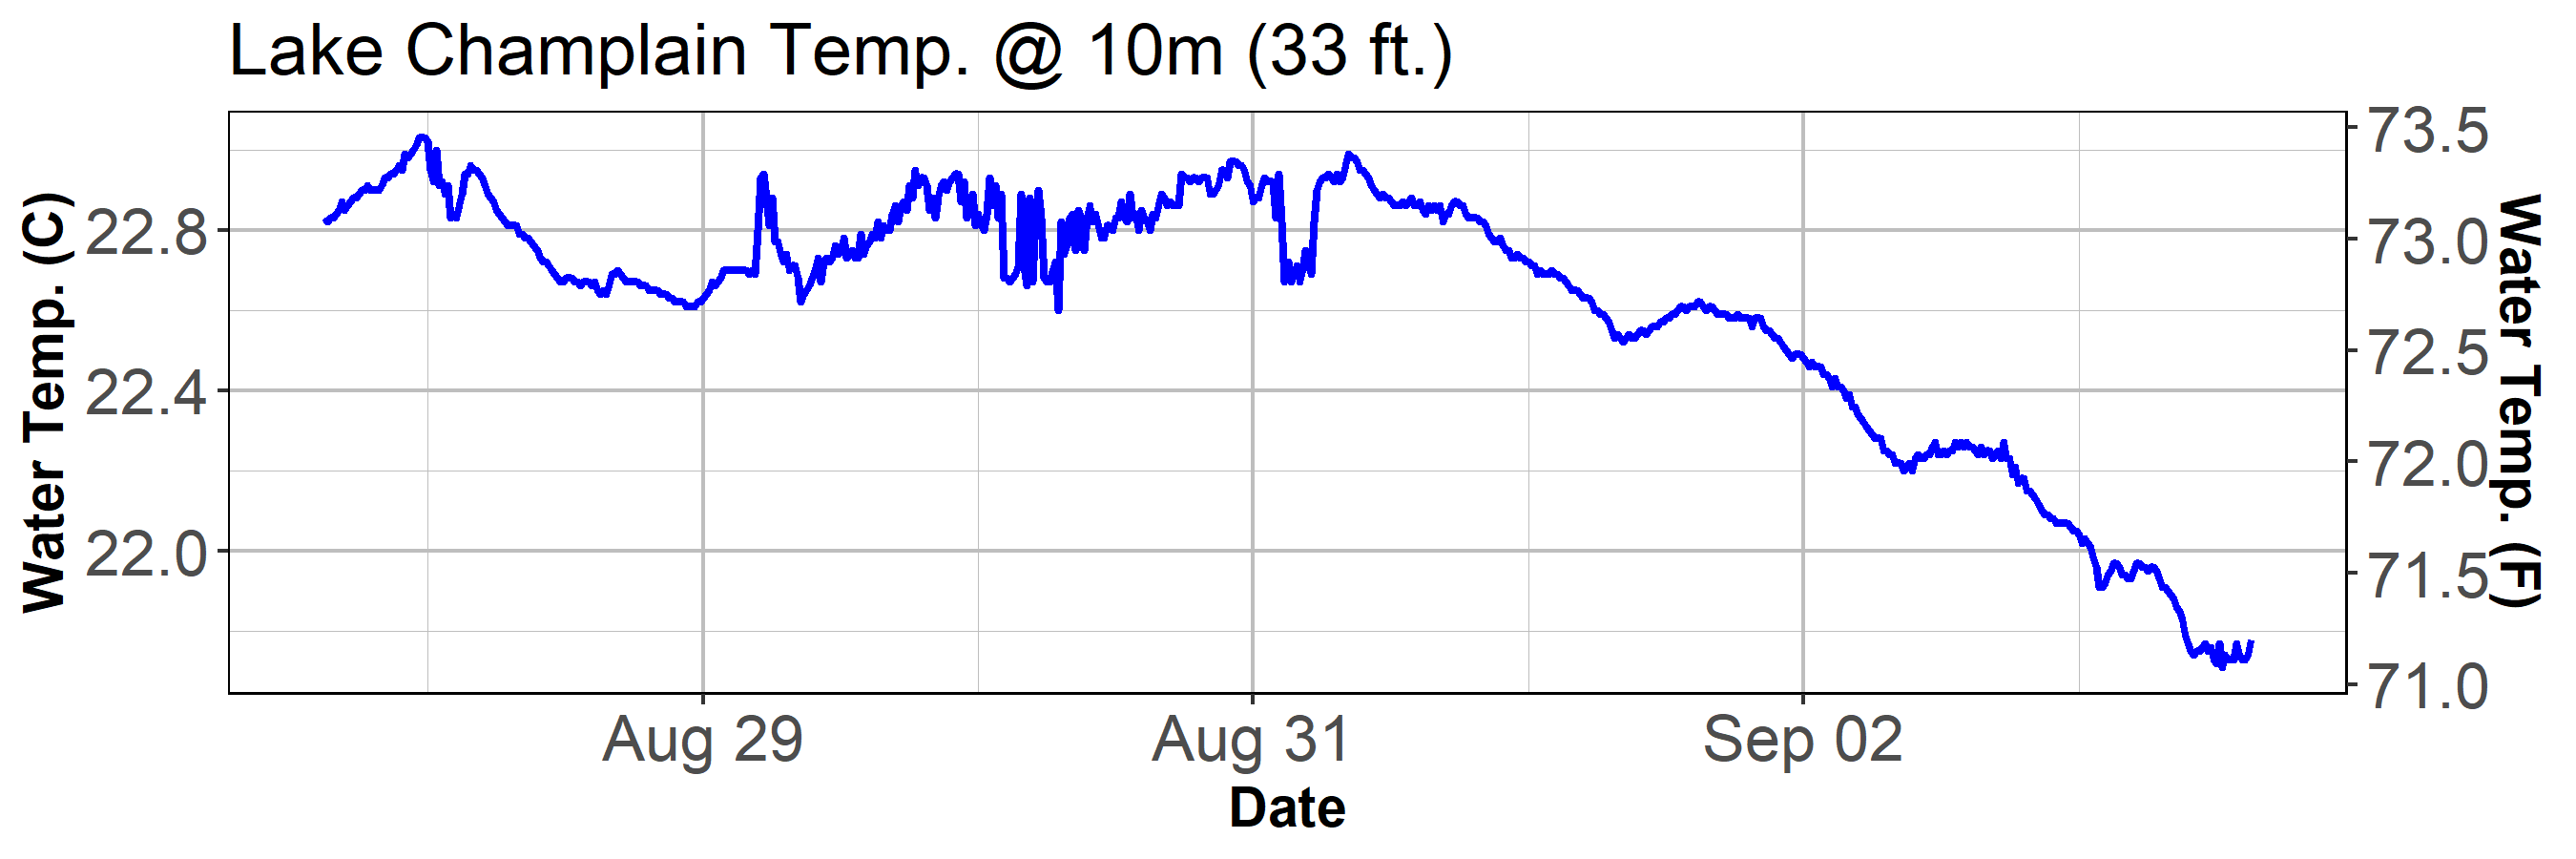 Lake Champlain Temp. @ 10m (33 ft.)
Water Temp. (C)
22.8
22.4
22.0
73.5
73.0
72.5
72.0
71.5
71.0
Water Temp. (F)
Aug 29
Aug 31
Sep 02
Date